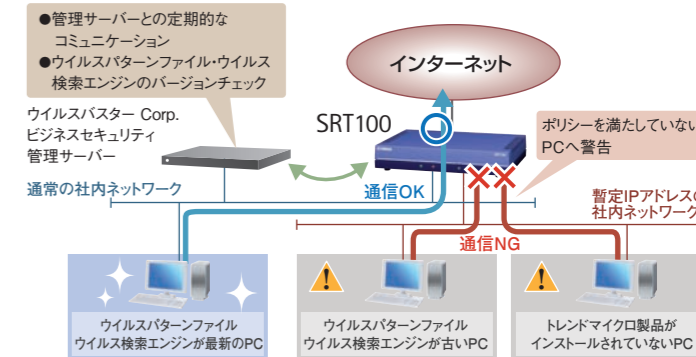 ●管理サーバーとの定期的な
コミュニケーション
●ウイルスパターンファイル・ウイルス
検索エンジンのバージョンチェック
インターネット
ウイルスバスター Corp.
ビジネスセキュリティ
管理サーバー
SRT100
ポリシーを満たしていない
PCへ警告
通常の社内ネットワーク
通信OK
暫定IPアドレスの
社内ネットワーク
通信NG
ウイルスパターンファイル
ウイルス検索エンジンが最新のPC
ウイルスパターンファイル
ウイルス検索エンジンが古いPC
トレンドマイクロ製品が
インストールされていないPC